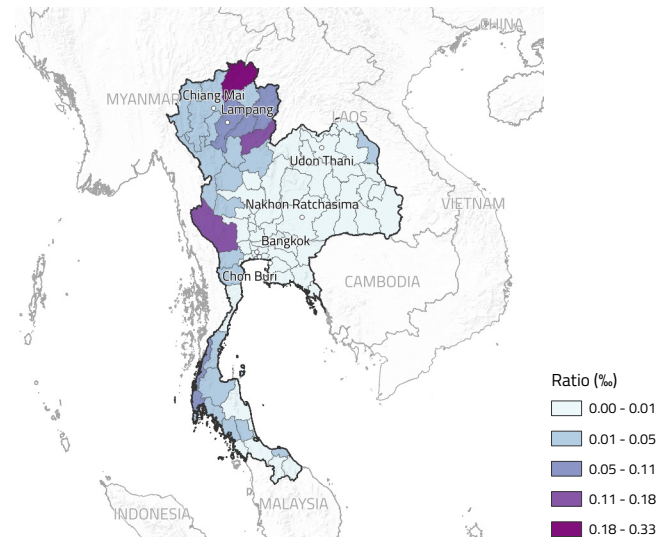 CHINA
MYANMAR
Chiang Mai
Lampang
LAOS
Udon Thani
Nakhon Ratchasima
VIETNAM
Bangkok
Chon Buri
CAMBODIA
Ratio (‰)
0.00 - 0.01
0.01 - 0.05
0.05 - 0.11
0.11 - 0.18
0.18 - 0.33
MALAYSIA
INDONESIA